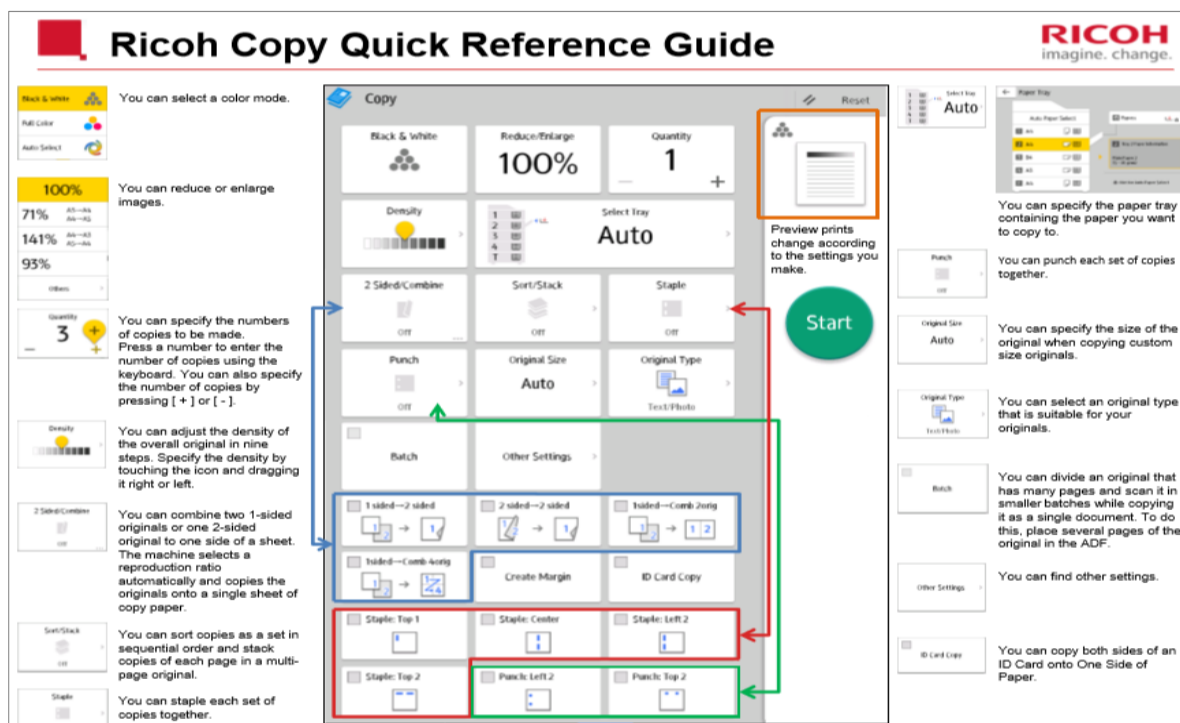 Ricoh Copy Quick Reference Guide
RICOH
imagine. change.
Black & White
Full Color
Auto Select
You can select a color mode.
100%
71%
A3→A4
141%
93%
Others
You can reduce or enlarge
images.
Quantity
3
+
−
+
You can specify the numbers
of copies to be made.
Press a number to enter the
number of copies using the
keyboard. You can also specify
the number of copies by
pressing [ + ] or [ - ].
Density
You can adjust the density of
the overall original in nine
steps. Specify the density by
touching the icon and dragging
it right or left.
2 Sided/Combine
Off
You can combine two 1-sided
originals or one 2-sided
original to one side of a sheet.
The machine selects a
reproduction ratio
automatically and copies the
originals onto a single sheet of
copy paper.
Sort/Stack
Off
You can sort copies as a set in
sequential order and stack
copies of each page in a multi-
page original.
Staple
You can staple each set of
copies together.
Copy
Reset
Black & White
Reduce/Enlarge
100%
Quantity
1
− +
Density
1
2
3
4
T
Select Tray
Auto
2 Sided/Combine
Off
Sort/Stack
Off
Staple
Off
Punch
Off
Original Size
Auto
Original Type
Text/Photo
Batch
Other Settings
1 sided→2 sided
2 sided→2 sided
1sided→Comb 2orig
1sided→Comb 4orig
Create Margin
ID Card Copy
Staple: Top 1
Staple: Center
Staple: Left 2
Staple: Top 2
Punch: Left 2
Punch: Top 2
Preview prints
change according
to the settings you
make.
Start
Select Tray
Auto
Paper Tray
Auto Paper Select
You can specify the paper tray
containing the paper you want
to copy to.
Punch
Off
You can punch each set of copies
together.
Original Size
Auto
You can specify the size of the
original when copying custom
size originals.
Original Type
Text/Photo
You can select an original type
that is suitable for your
originals.
Batch
You can divide an original that
has many pages and scan it in
smaller batches while copying
it as a single document. To do
this, place several pages of the
original in the ADF.
Other Settings
You can find other settings.
ID Card Copy
You can copy both sides of an
ID Card onto One Side of
Paper.